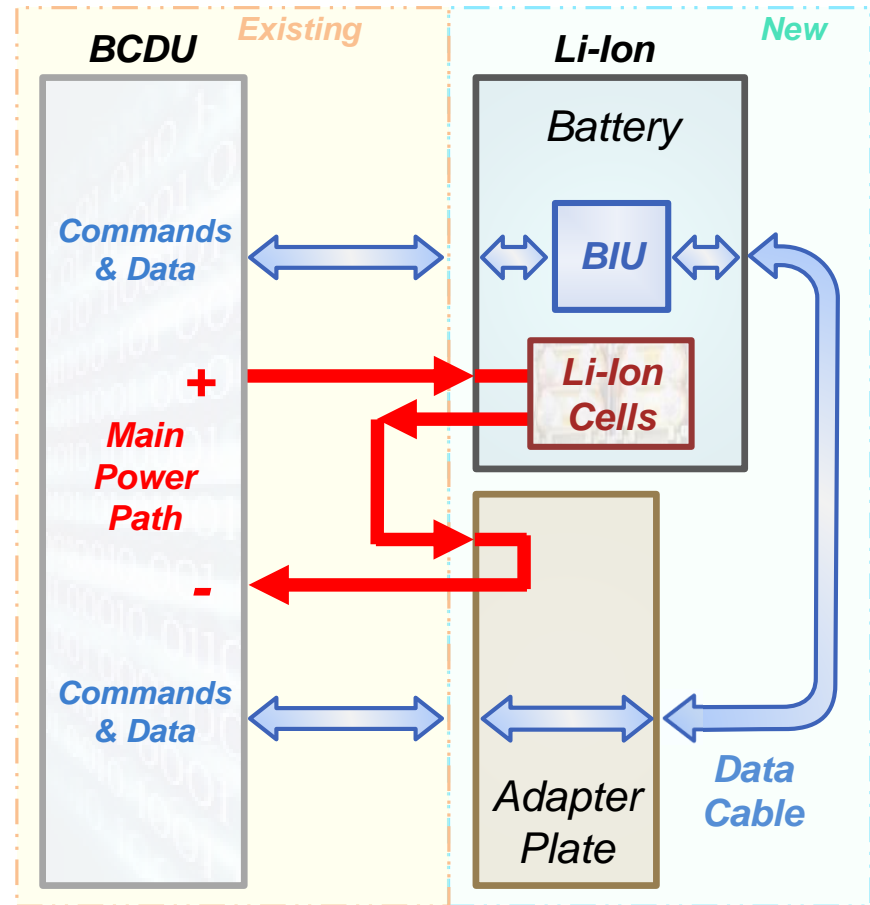 Existing
New
BCDU
Li-Ion
Battery
Commands
& Data
BIU
+
Li-Ion
Cells
Main
Power
Path
-
Commands
& Data
Data
Cable
Adapter
Plate